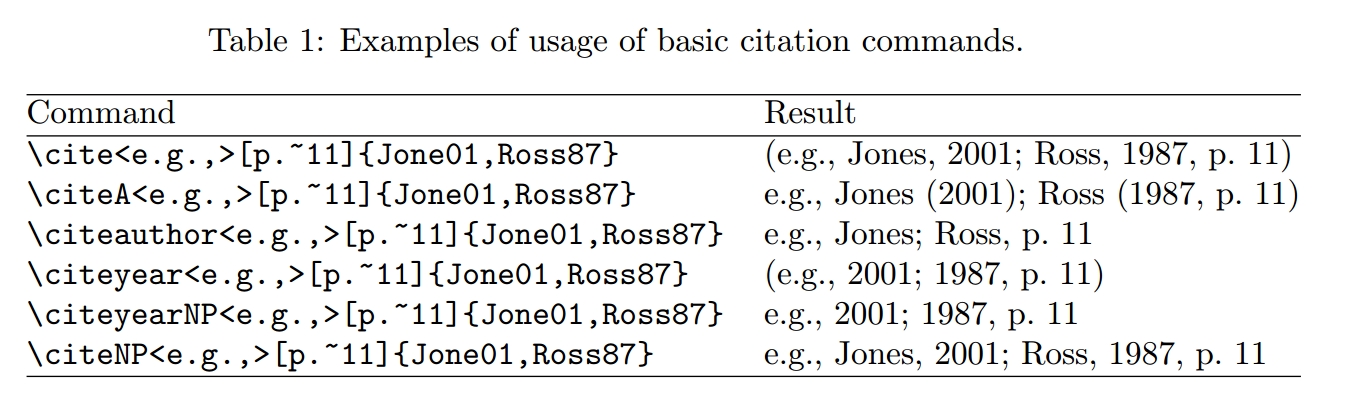 Table 1: Examples of usage of basic citation commands.
Command Result
\cite<e.g.,>[p.~11]{Jone01,Ross87} (e.g., Jones, 2001; Ross, 1987, p. 11)
\citeA<e.g.,>[p.~11]{Jone01,Ross87} e.g., Jones (2001); Ross (1987, p. 11)
\citeauthor<e.g.,>[p.~11]{Jone01,Ross87} e.g., Jones; Ross, p. 11
\citeyear<e.g.,>[p.~11]{Jone01,Ross87} (e.g., 2001; 1987, p. 11)
\citeyearNP<e.g.,>[p.~11]{Jone01,Ross87} e.g., 2001; 1987, p. 11
\citeNP<e.g.,>[p.~11]{Jone01,Ross87} e.g., Jones, 2001; Ross, 1987, p. 11